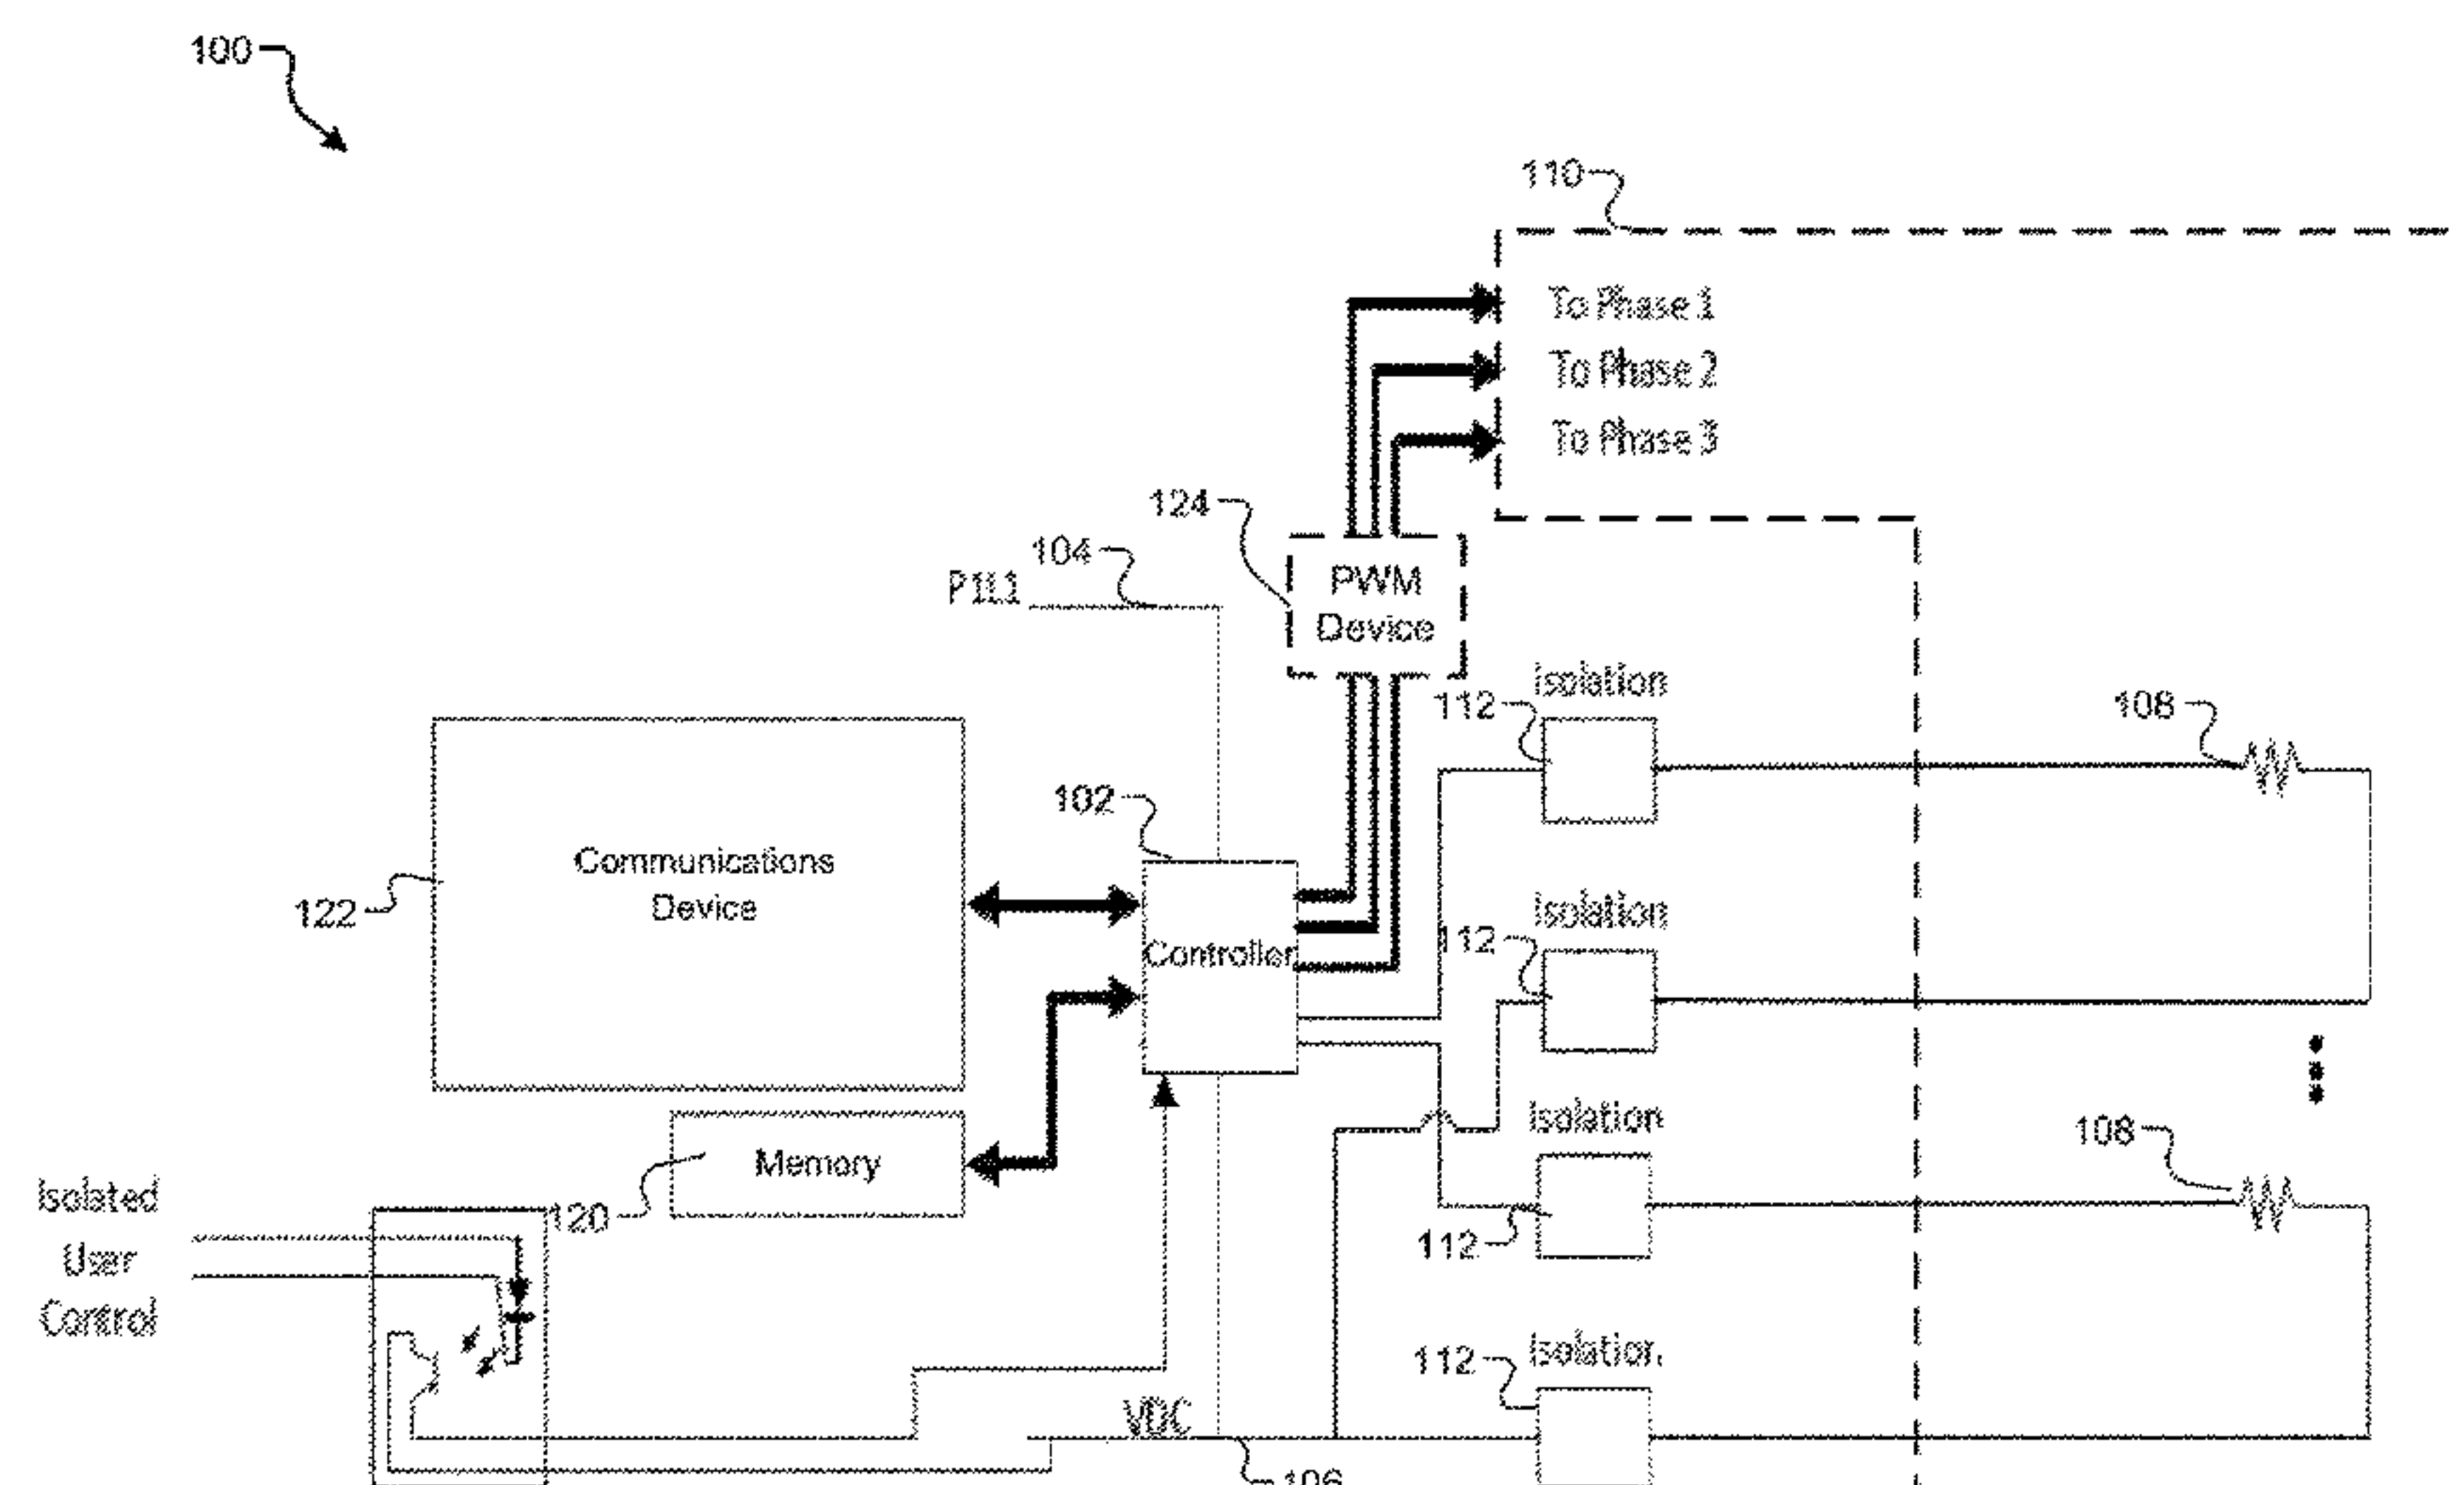 100
110
To Phase 1
To Phase 2
To Phase 3
124
104
P1L1
PWM
Device
Isolation
112
108
102
Communications
Device
122
Controller
Isolation
112
Isolation
108
Memory
120
112
Isolated
User
Control
Isolation
112
VDC
106